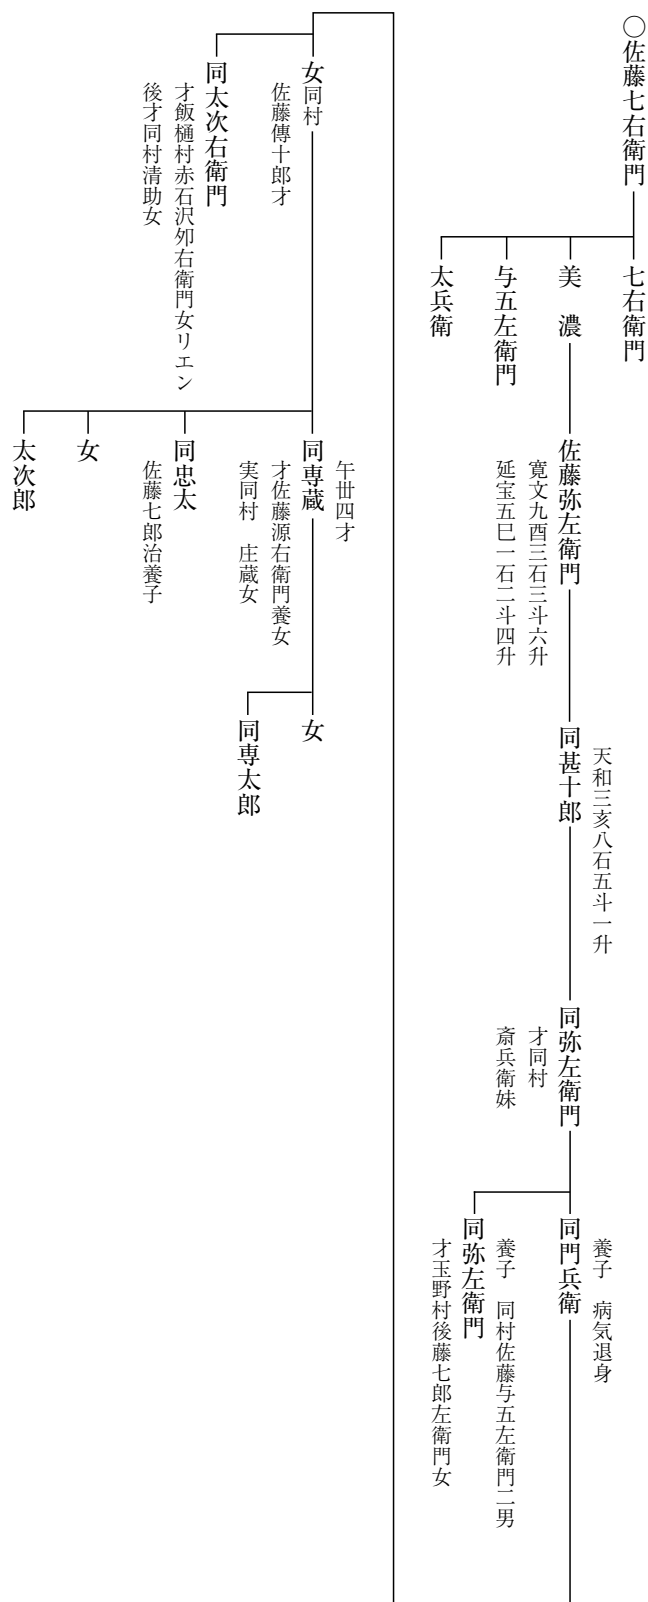 ○佐藤七右衛門
七右衛門
美　濃
与五左衛門
太兵衛
佐藤弥左衛門
寛文九酉三石三斗六升
延宝五巳一石二斗四升
天和三亥八石五斗一升
同甚十郎
同弥左衛門
才同村
斎兵衛妹
養子　病気退身
同門兵衛
同弥左衛門
養子　同村佐藤与五左衛門二男
才玉野村後藤七郎左衛門女
女同村
佐藤傳十郎才
同太次右衛門
才飯樋村赤石沢夘右衛門女リエン
後才同村清助女
午丗四才
同専蔵
才佐藤源右衛門養女
実同村　庄蔵女
同忠太
佐藤七郎治養子
女
太次郎
女
同専太郎